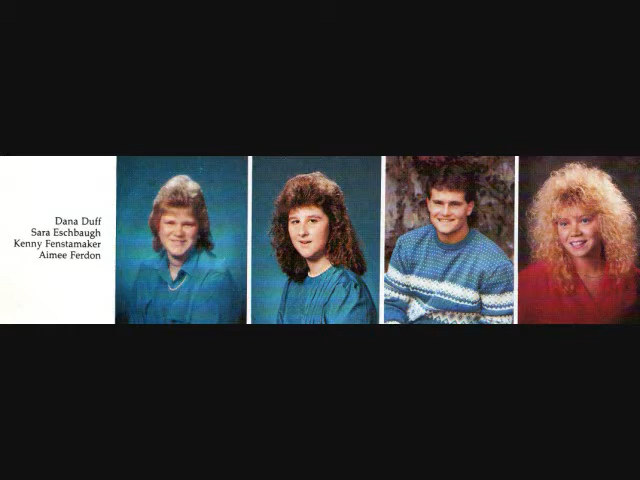 Dana Duff
Sara Eschbaugh
Kenny Fenstamaker
Aimee Ferdon